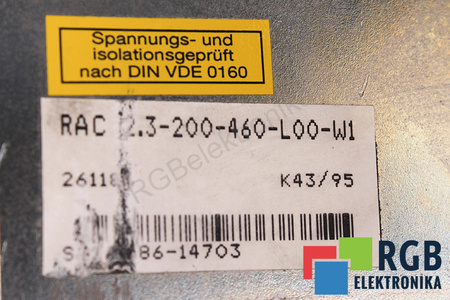 Spannungs- und
isolationsgeprüft
nach DIN VDE 0160
RAC 2.3-200-460-L00-W1
K43/95
86-14703
RGBelektronika
RGB
ELEKTRONIKA